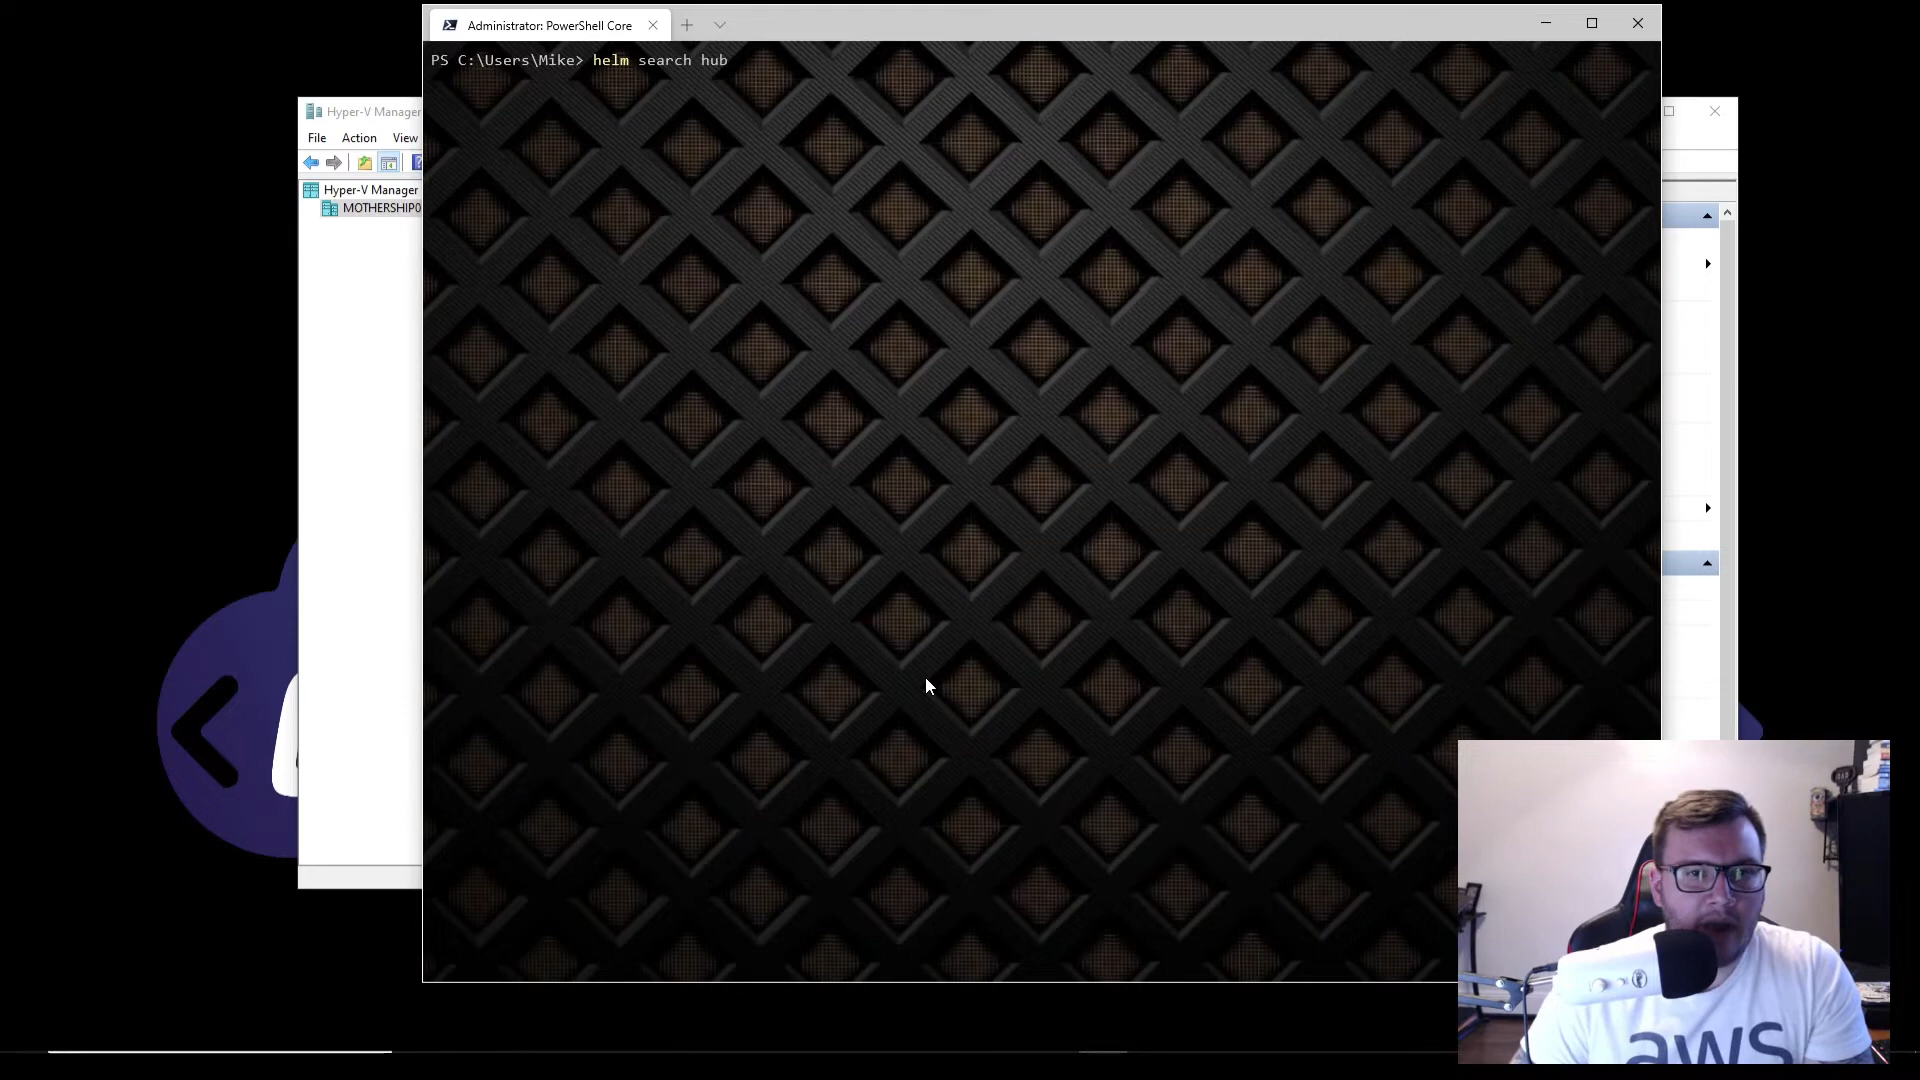 Administrator: PowerShell Core
PS C:\Users\Mike> helm search hub
Hyper-V Manager
File Action View
Hyper-V Manager
MOTHERSHIP0
aws